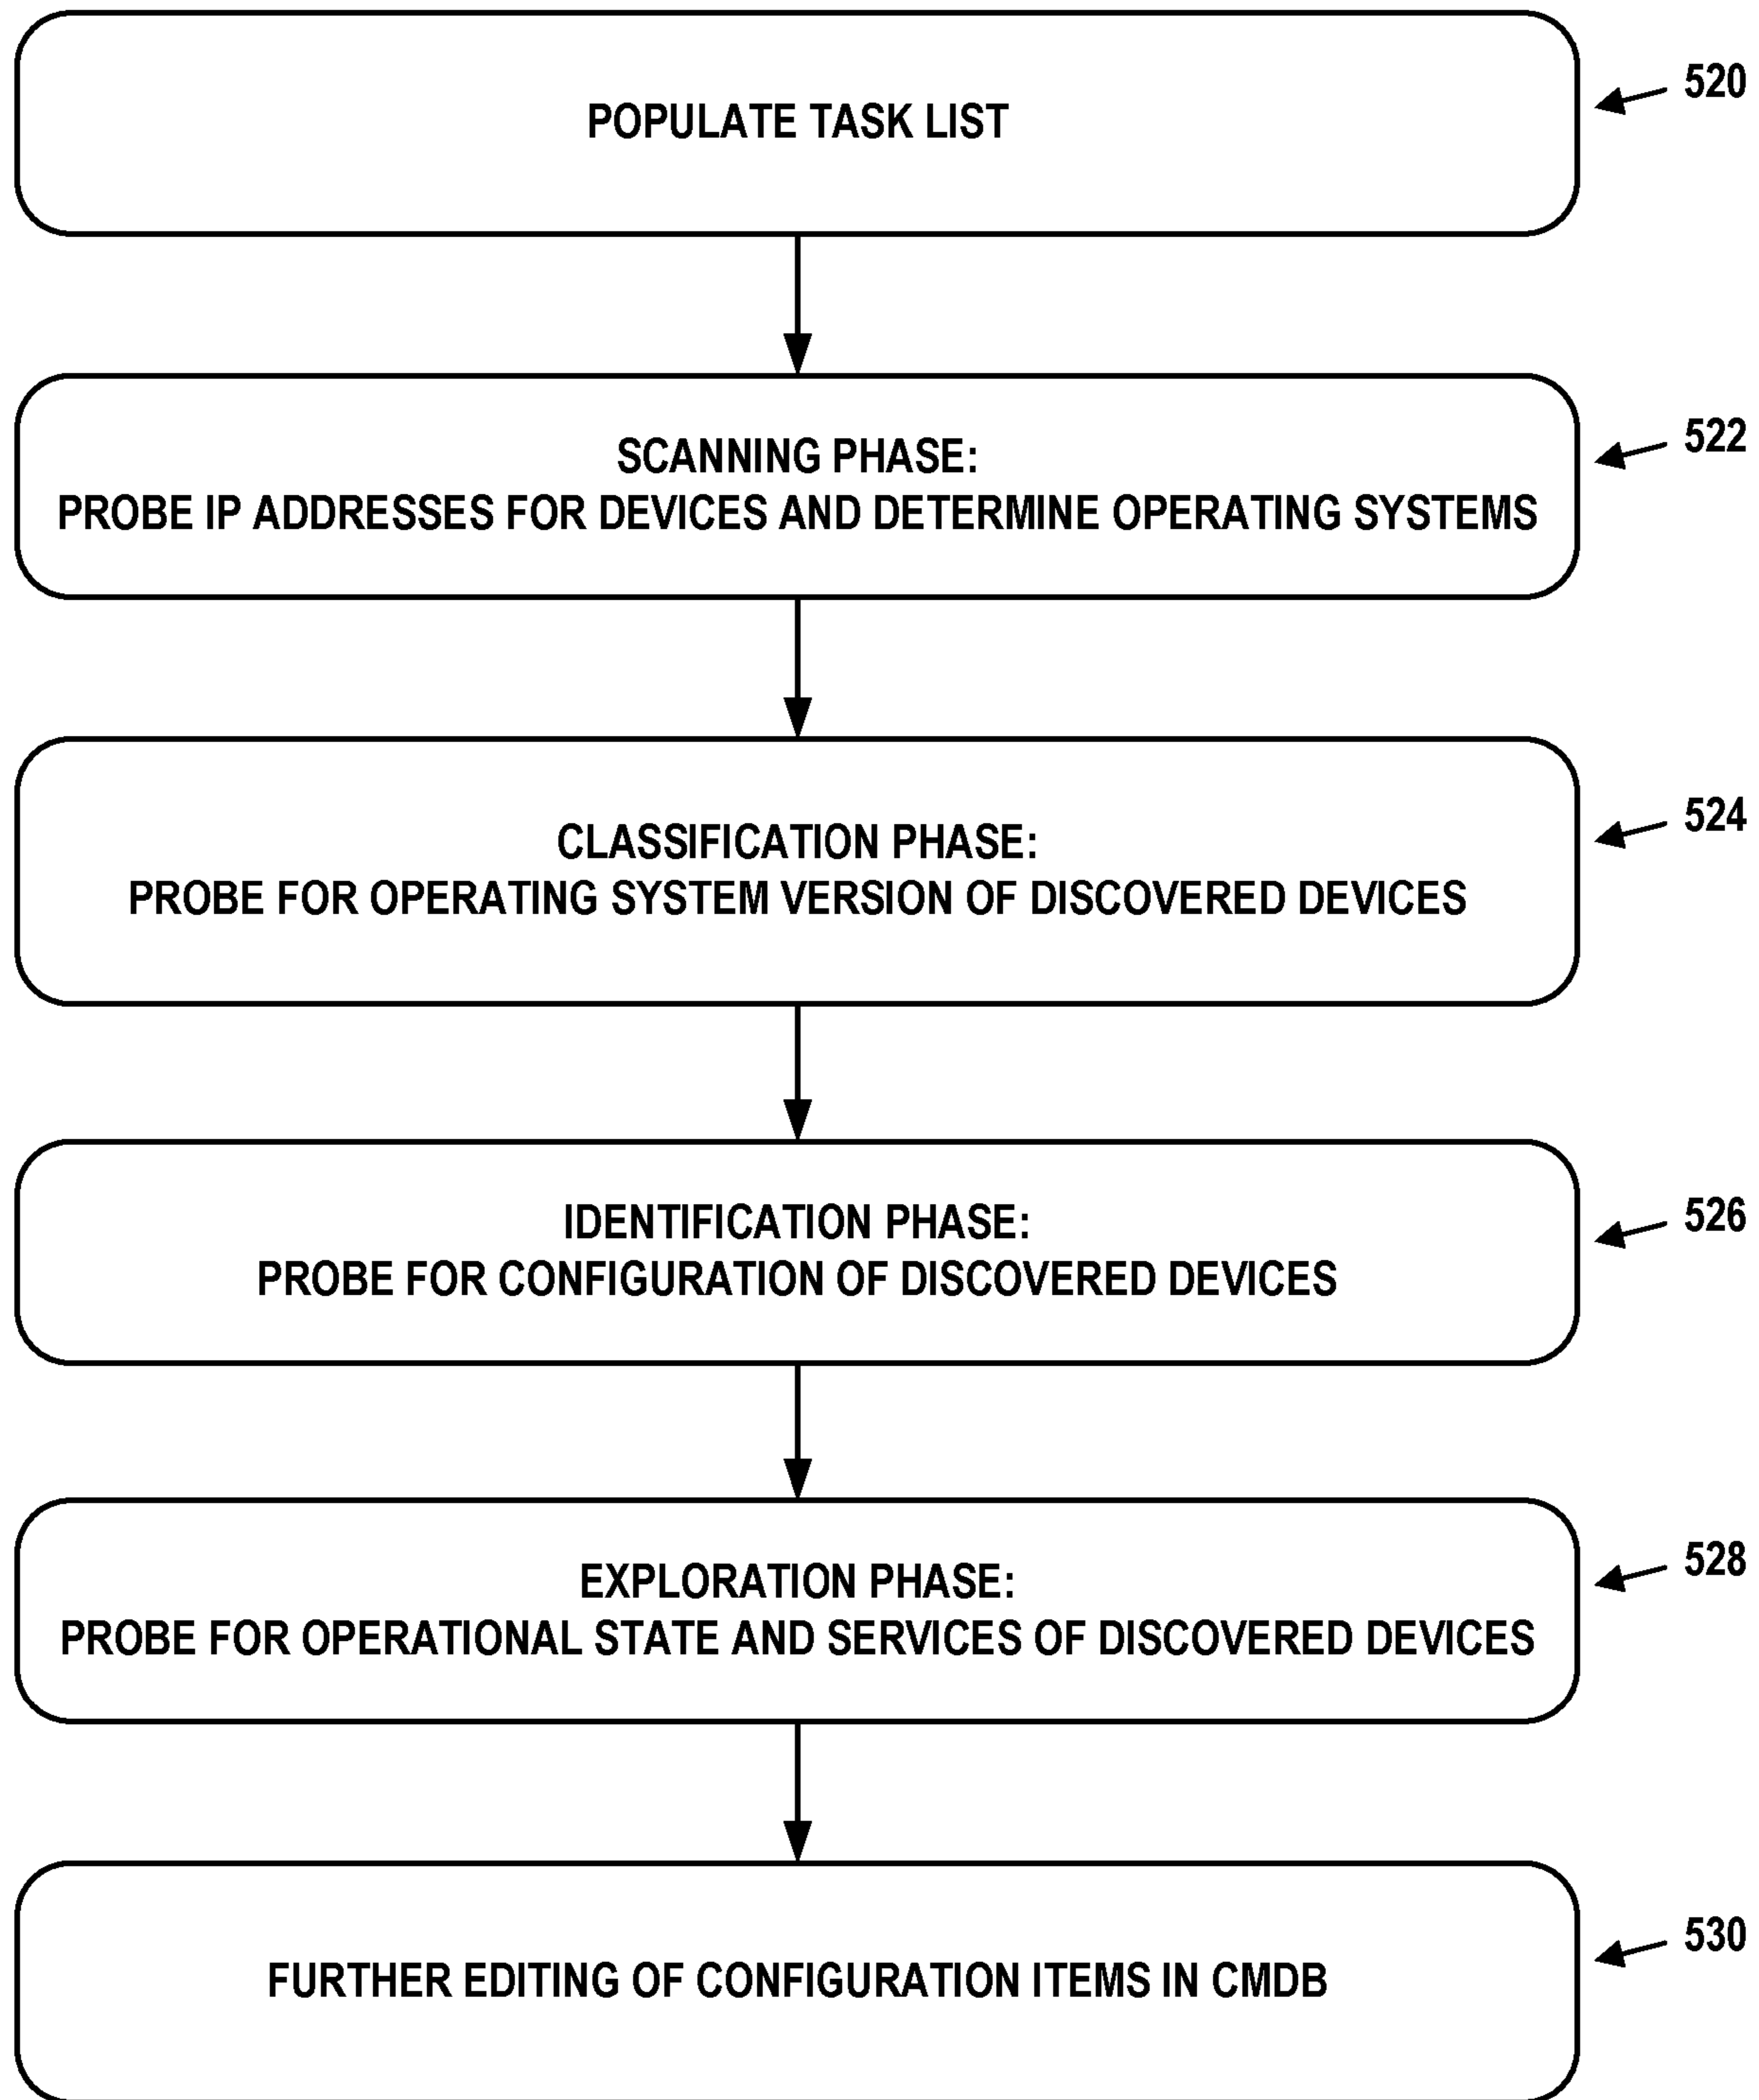 POPULATE TASK LIST
520
SCANNING PHASE:
PROBE IP ADDRESSES FOR DEVICES AND DETERMINE OPERATING SYSTEMS
522
CLASSIFICATION PHASE:
PROBE FOR OPERATING SYSTEM VERSION OF DISCOVERED DEVICES
524
IDENTIFICATION PHASE:
PROBE FOR CONFIGURATION OF DISCOVERED DEVICES
526
EXPLORATION PHASE:
PROBE FOR OPERATIONAL STATE AND SERVICES OF DISCOVERED DEVICES
528
FURTHER EDITING OF CONFIGURATION ITEMS IN CMDB
530